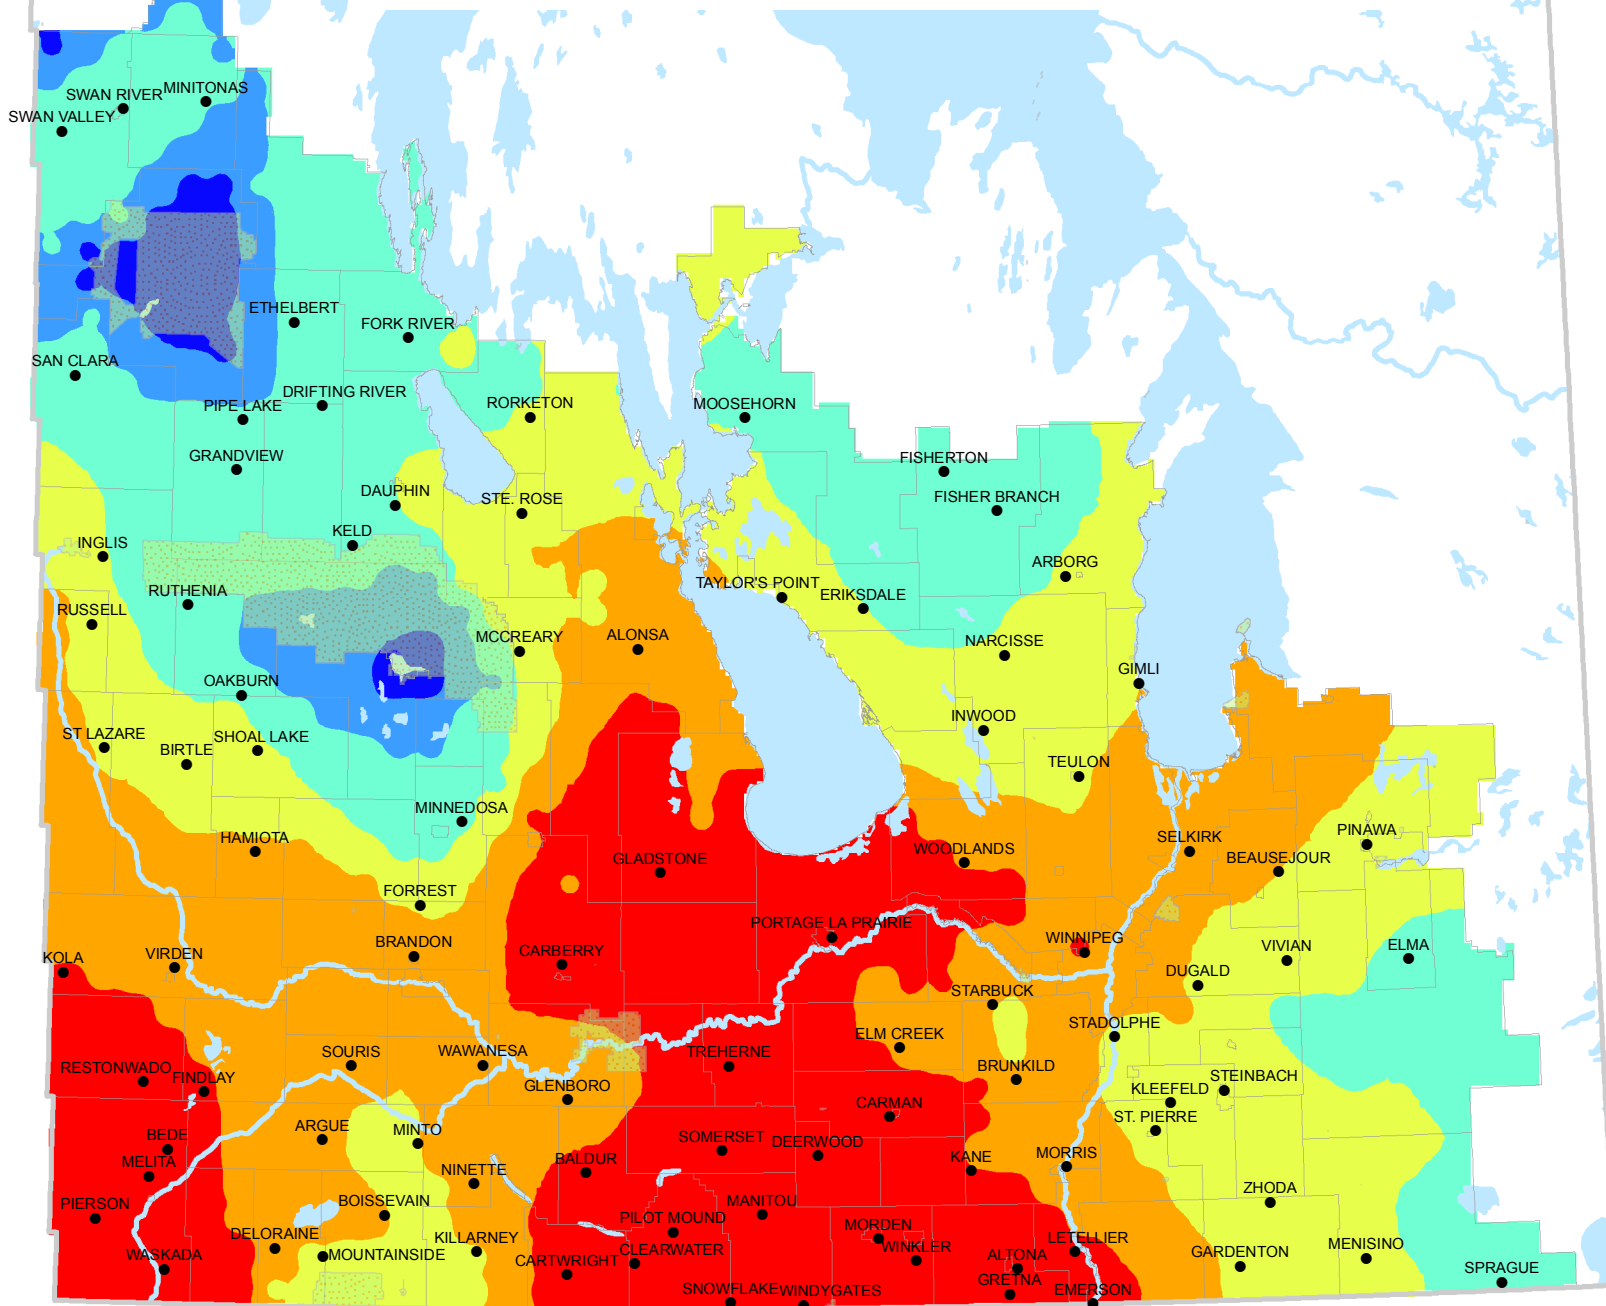 MINITONAS
SWAN RIVER
SWAN VALLEY
ETHELBERT
FORK RIVER
SAN CLARA
DRIFTING RIVER
PIPE LAKE
RORKETON
MOOSEHORN
GRANDVIEW
FISHERTON
DAUPHIN
STE. ROSE
FISHER BRANCH
KELD
INGLIS
ARBORG
RUTHENIA
TAYLOR'S POINT
ERIKSDALE
RUSSELL
MCCREARY
ALONSA
NARCISSE
GIMLI
OAKBURN
INWOOD
ST LAZARE
SHOAL LAKE
BIRTLE
TEULON
MINNEDOSA
HAMIOTA
SELKIRK
PINAWA
GLADSTONE
WOODLANDS
BEAUSEJOUR
FORREST
PORTAGE LA PRAIRIE
BRANDON
WINNIPEG
KOLA
VIRDEN
CARBERRY
VIVIAN
ELMA
DUGALD
STARBUCK
STADOLPHE
ELM CREEK
SOURIS
WAWANESA
TREHERNE
RESTONWADO
FINDLAY
GLENBORO
BRUNKILD
STEINBACH
KLEEFELD
CARMAN
ST. PIERRE
ARGUE
MINTO
BEDE
SOMERSET
DEERWOOD
MELITA
NINETTE
BALDUR
KANE
MORRIS
ZHODA
PIERSON
BOISSEVAIN
MANITOU
PILOT MOUND
MORDEN
DELORAINE
KILLARNEY
LETELLIER
WASKADA
MOUNTAINSIDE
CARTWRIGHT
CLEARWATER
WINKLER
ALTONA
GARDENTON
MENISINO
SPRAGUE
GRETNA
SNOWFLAKE
WINDYGATES
EMERSON